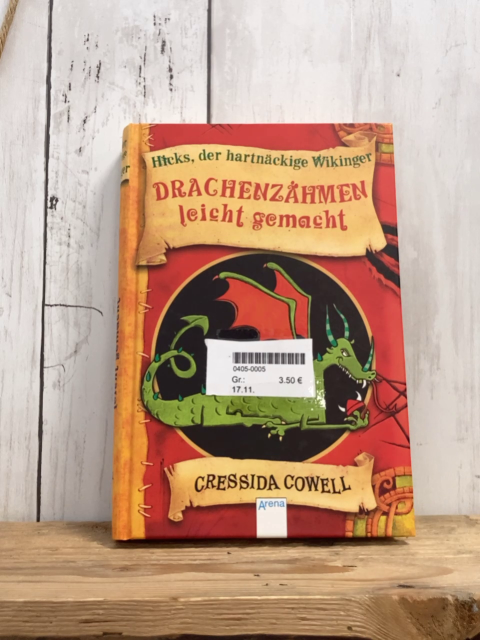 Hicks, der hartnäckige Wikinger
DRACHENZÄHMEN
leicht gemacht
0405-0005
Gr.: 3.50 €
17.11.
CRESSIDA COWELL
Arena